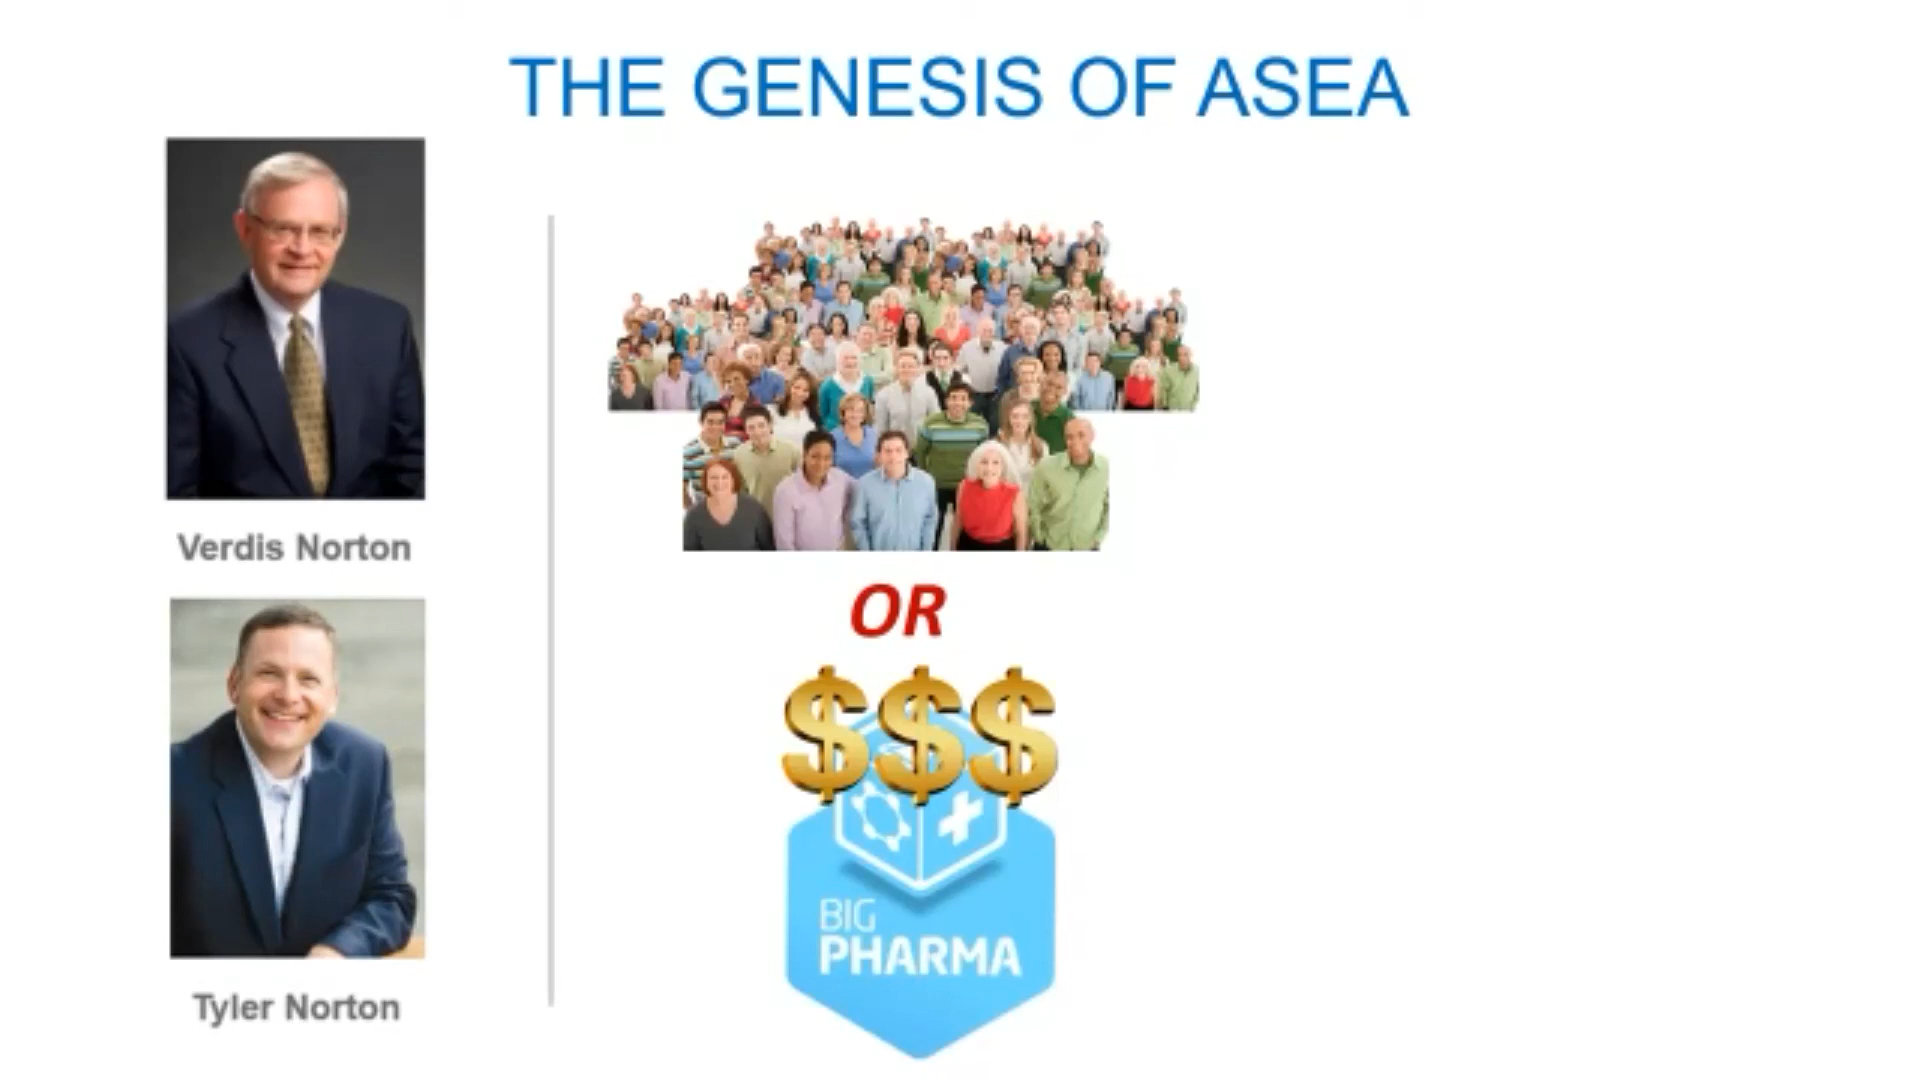 THE GENESIS OF ASEA
Verdis Norton
Tyler Norton
OR
$$$
BIG
PHARMA